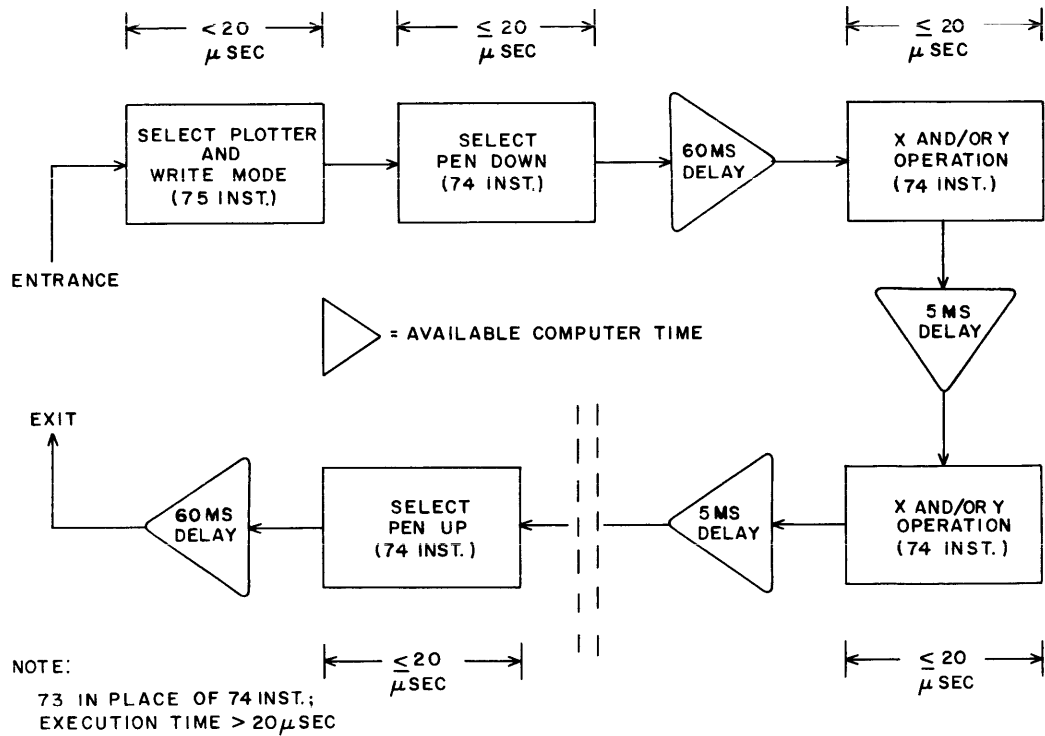 < 20
μ SEC
≤ 20
μ SEC
≤ 20
μ SEC
SELECT PLOTTER
AND
WRITE MODE
(75 INST.)
SELECT
PEN DOWN
(74 INST.)
60 MS
DELAY
X AND/OR Y
OPERATION
(74 INST.)
ENTRANCE
5 MS
DELAY
= AVAILABLE COMPUTER TIME
EXIT
60 MS
DELAY
SELECT
PEN UP
(74 INST.)
5 MS
DELAY
X AND/OR Y
OPERATION
(74 INST.)
≤ 20
μ SEC
≤ 20
μ SEC
NOTE:
73 IN PLACE OF 74 INST.;
EXECUTION TIME > 20 μ SEC